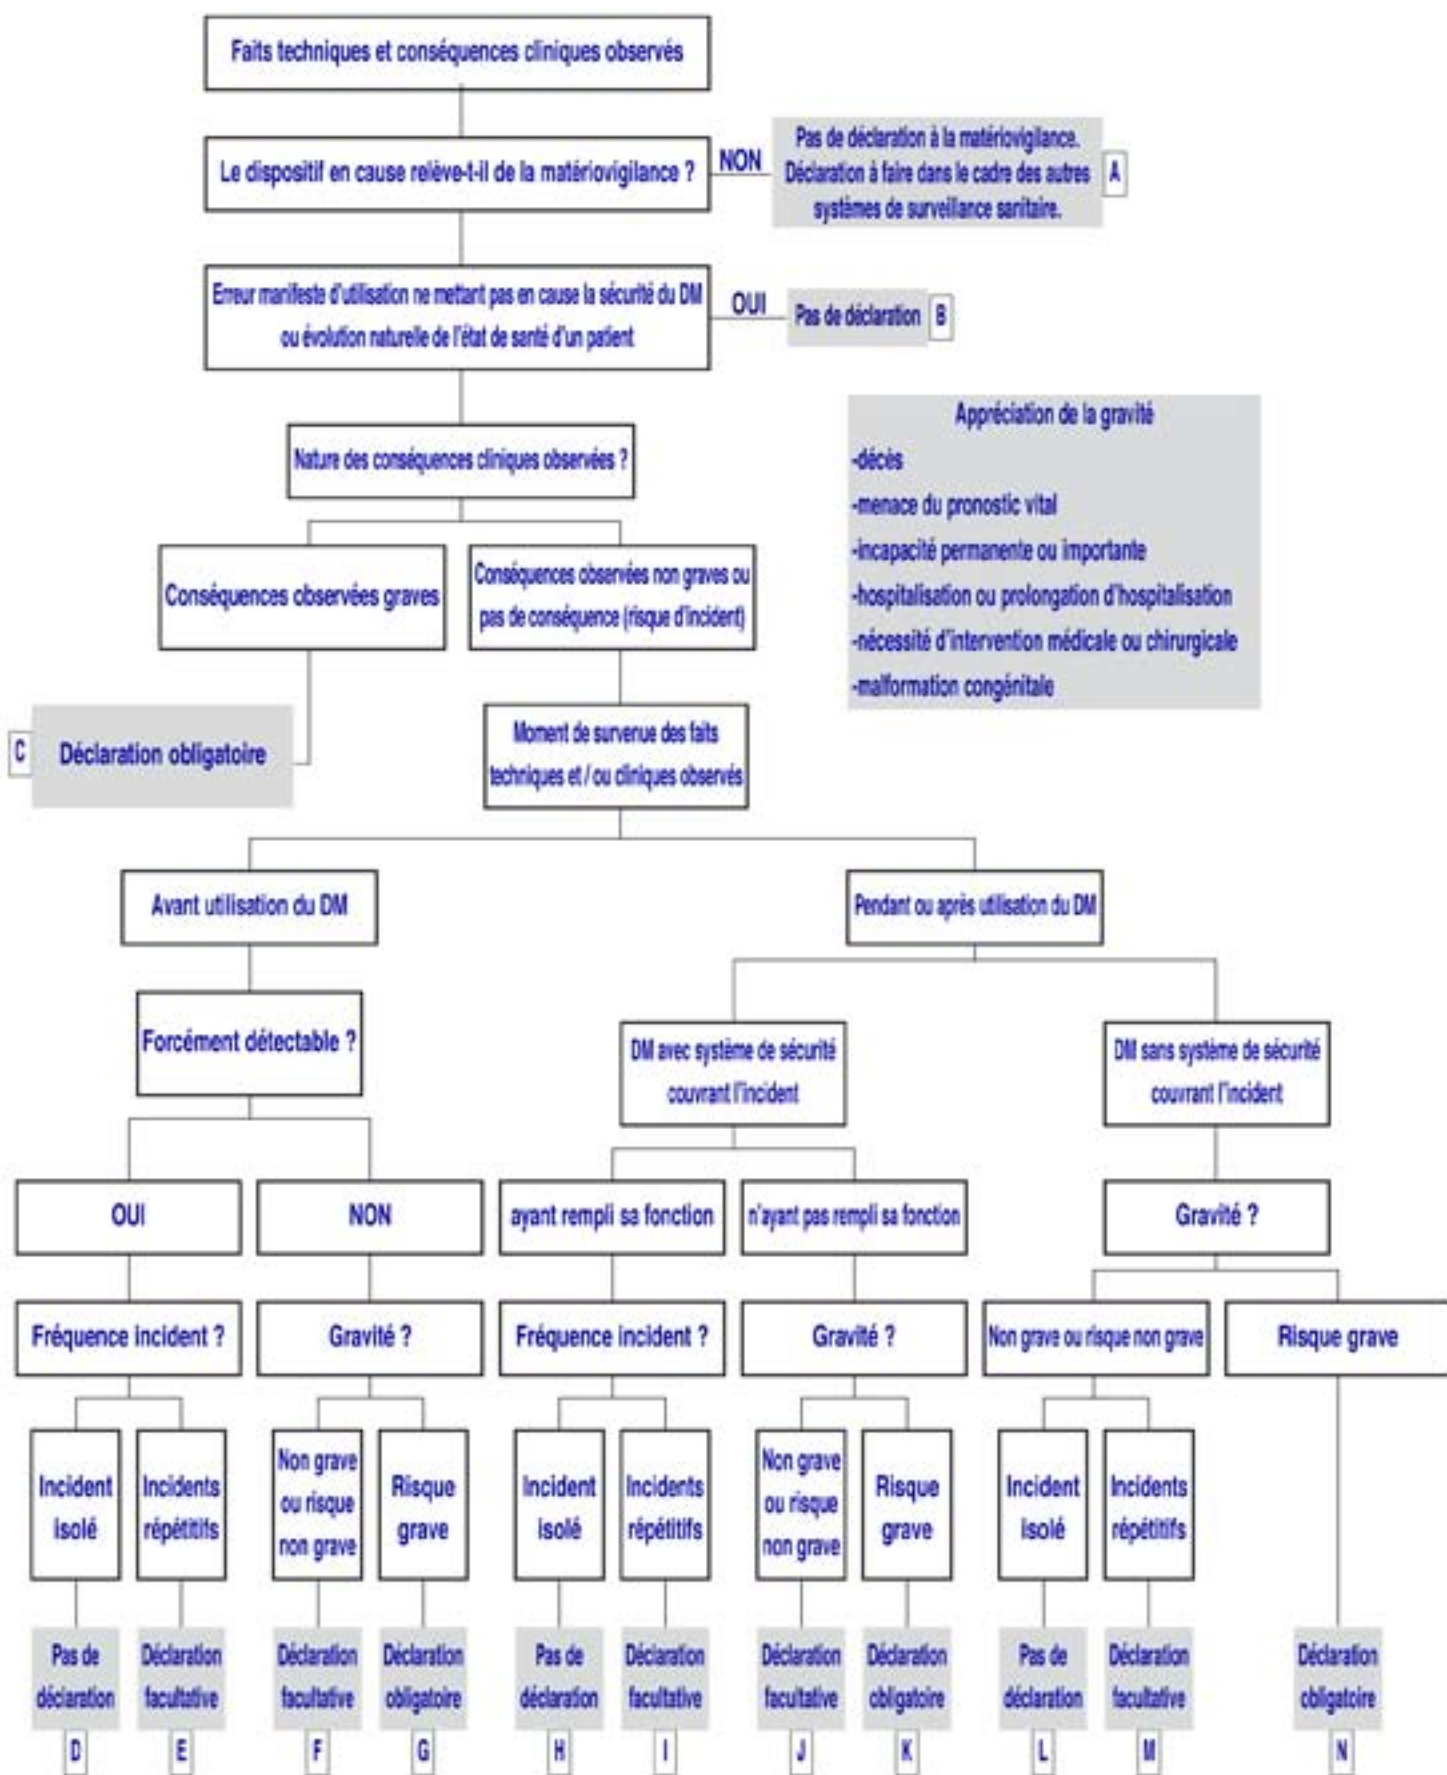 Faits techniques et conséquences cliniques observés
Le dispositif en cause relève-t-il de la matériovigilance ?
NON
Pas de déclaration à la matériovigilance.
Déclaration à faire dans le cadre des autres
systèmes de surveillance sanitaire.
A
Erreur manifeste d'utilisation ne mettant pas en cause la sécurité du DM
ou évolution naturelle de l'état de santé d'un patient
OUI
Pas de déclaration
B
Nature des conséquences cliniques observées ?
Appréciation de la gravité
-décès
-menace du pronostic vital
-incapacité permanente ou importante
-hospitalisation ou prolongation d'hospitalisation
-nécessité d'intervention médicale ou chirurgicale
-malformation congénitale
Conséquences observées graves
Conséquences observées non graves ou
pas de conséquence (risque d'incident)
C
Déclaration obligatoire
Moment de survenue des faits
techniques et / ou cliniques observés
Avant utilisation du DM
Pendant ou après utilisation du DM
Forcément détectable ?
DM avec système de sécurité
couvrant l'incident
DM sans système de sécurité
couvrant l'incident
OUI
NON
ayant rempli sa fonction
n'ayant pas rempli sa fonction
Gravité ?
Fréquence incident ?
Gravité ?
Fréquence incident ?
Gravité ?
Non grave ou risque non grave
Risque grave
Incident
isolé
Incidents
répétitifs
Non grave
ou risque
non grave
Risque
grave
Incident
isolé
Incidents
répétitifs
Non grave
ou risque
non grave
Risque
grave
Incident
isolé
Incidents
répétitifs
Pas de
déclaration
Déclaration
facultative
Déclaration
facultative
Déclaration
obligatoire
Pas de
déclaration
Déclaration
facultative
Déclaration
facultative
Déclaration
obligatoire
Pas de
déclaration
Déclaration
facultative
Déclaration
obligatoire
D
E
F
G
H
I
J
K
L
M
N